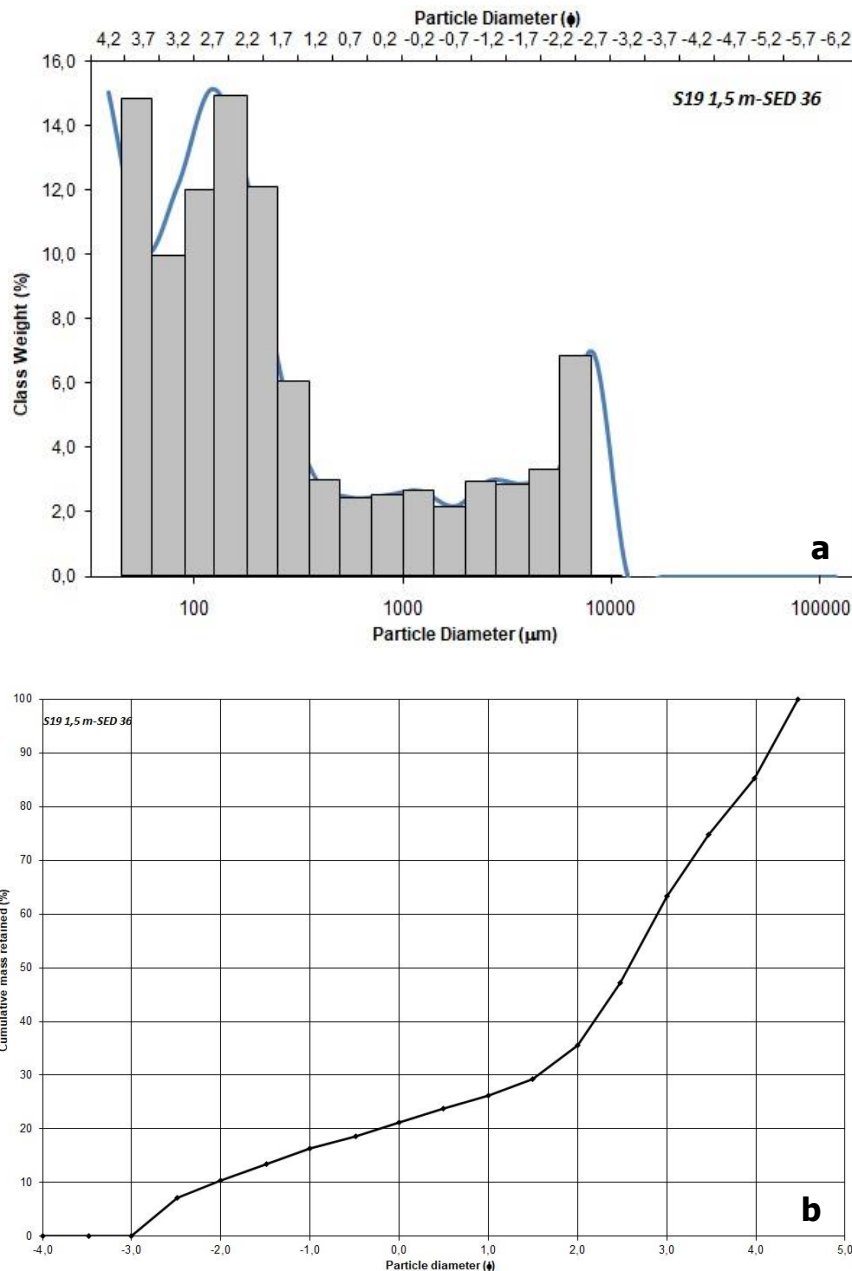 Particle Diameter (ϕ)
4,2 3,7 3,2 2,7 2,2 1,7 1,2 0,7 0,2 -0,2 -0,7 -1,2 -1,7 -2,2 -2,7 -3,2 -3,7 -4,2 -4,7 -5,2 -5,7 -6,2
16,0
S19 1,5 m-SED 36
14,0
12,0
10,0
Class Weight (%)
8,0
6,0
4,0
2,0
a
0,0
100 1000 10000 100000
Particle Diameter (μm)
100
S19 1,5 m-SED 36
90
80
70
60
50
Cumulative mass retained (%)
40
30
20
10
b
0
-4,0 -3,0 -2,0 -1,0 0,0 1,0 2,0 3,0 4,0 5,0
Particle diameter (ϕ)